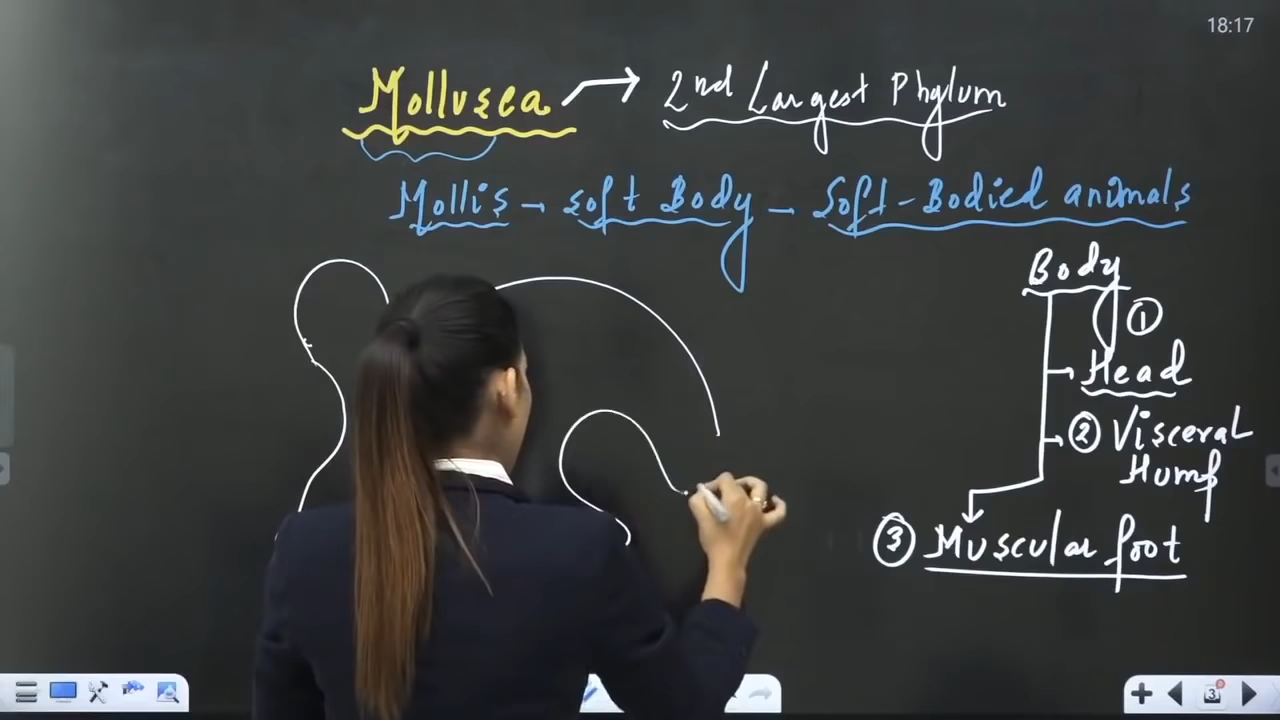 18:17
Mollusca → 2nd Largest Phylum
Mollis → soft Body – Soft-Bodied animals
Body
①
Head
② Visceral
Hump
③ Muscular foot
3